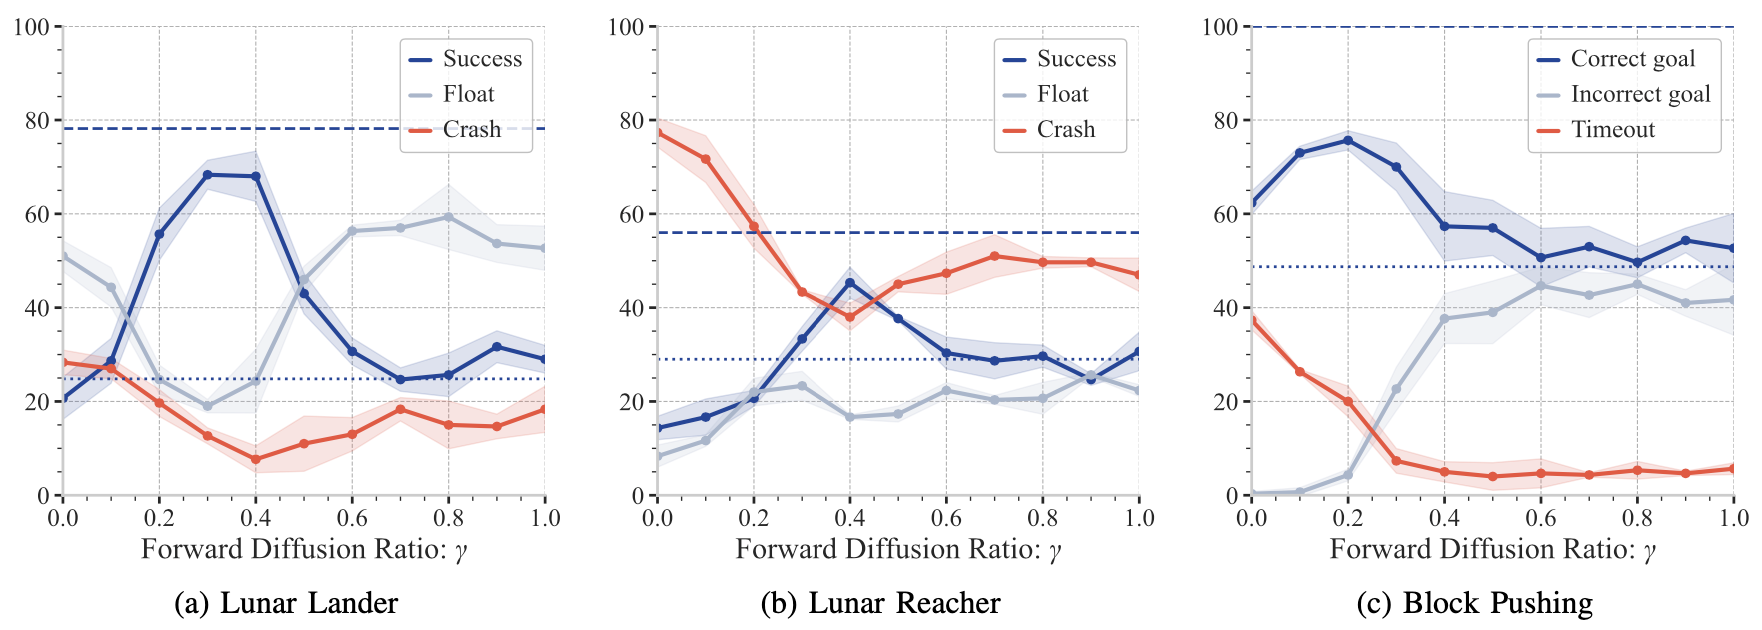 100
80
60
40
20
0
0.0 0.2 0.4 0.6 0.8 1.0
Success
Float
Crash
Forward Diffusion Ratio: γ
(a) Lunar Lander
100
80
60
40
20
0
0.0 0.2 0.4 0.6 0.8 1.0
Success
Float
Crash
Forward Diffusion Ratio: γ
(b) Lunar Reacher
100
80
60
40
20
0
0.0 0.2 0.4 0.6 0.8 1.0
Correct goal
Incorrect goal
Timeout
Forward Diffusion Ratio: γ
(c) Block Pushing